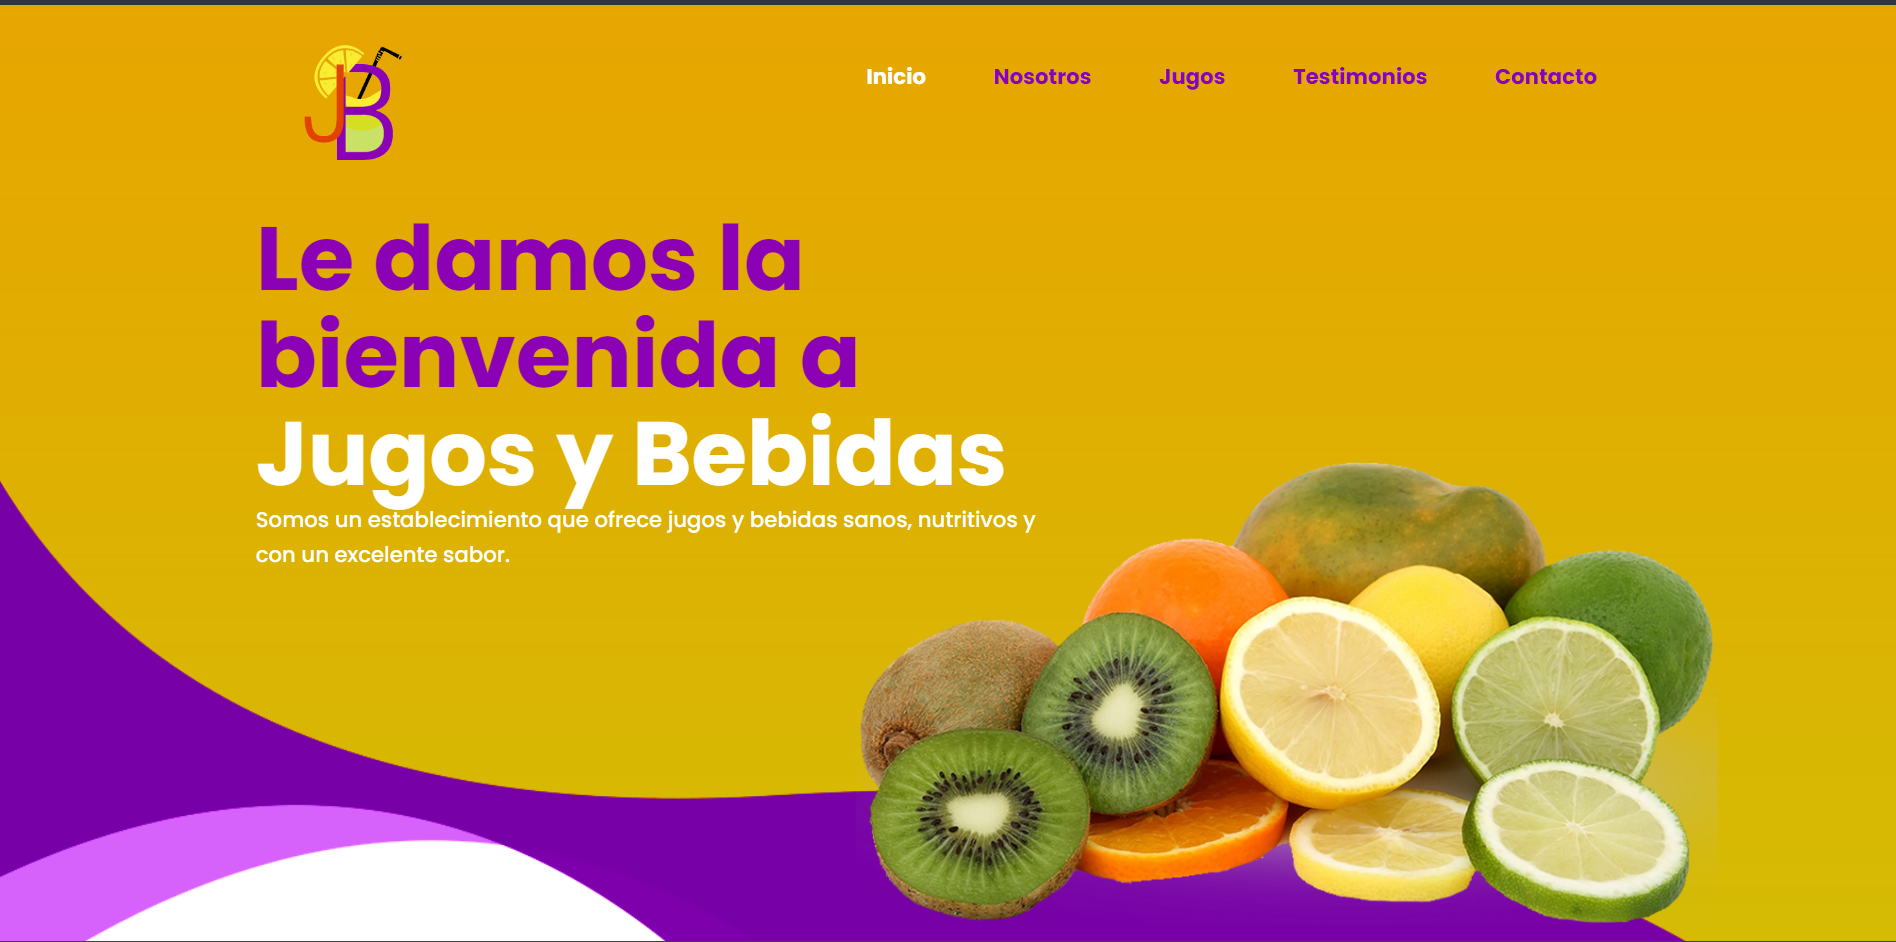 JB
Inicio Nosotros Jugos Testimonios Contacto
Le damos la
bienvenida a
Jugos y Bebidas
Somos un establecimiento que ofrece jugos y bebidas sanos, nutritivos y
con un excelente sabor.